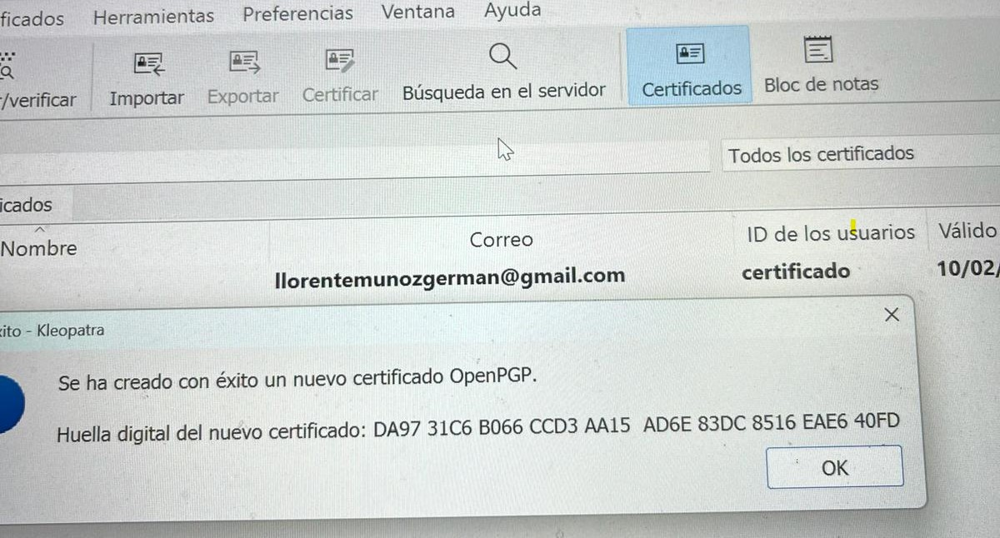 ficados Herramientas Preferencias Ventana Ayuda
/verificar Importar Exportar Certificar Búsqueda en el servidor Certificados Bloc de notas
Todos los certificados
icados
Nombre Correo ID de los usuarios Válido
llorentemunozgerman@gmail.com certificado 10/02/
xito - Kleopatra
Se ha creado con éxito un nuevo certificado OpenPGP.
Huella digital del nuevo certificado: DA97 31C6 B066 CCD3 AA15 AD6E 83DC 8516 EAE6 40FD
OK